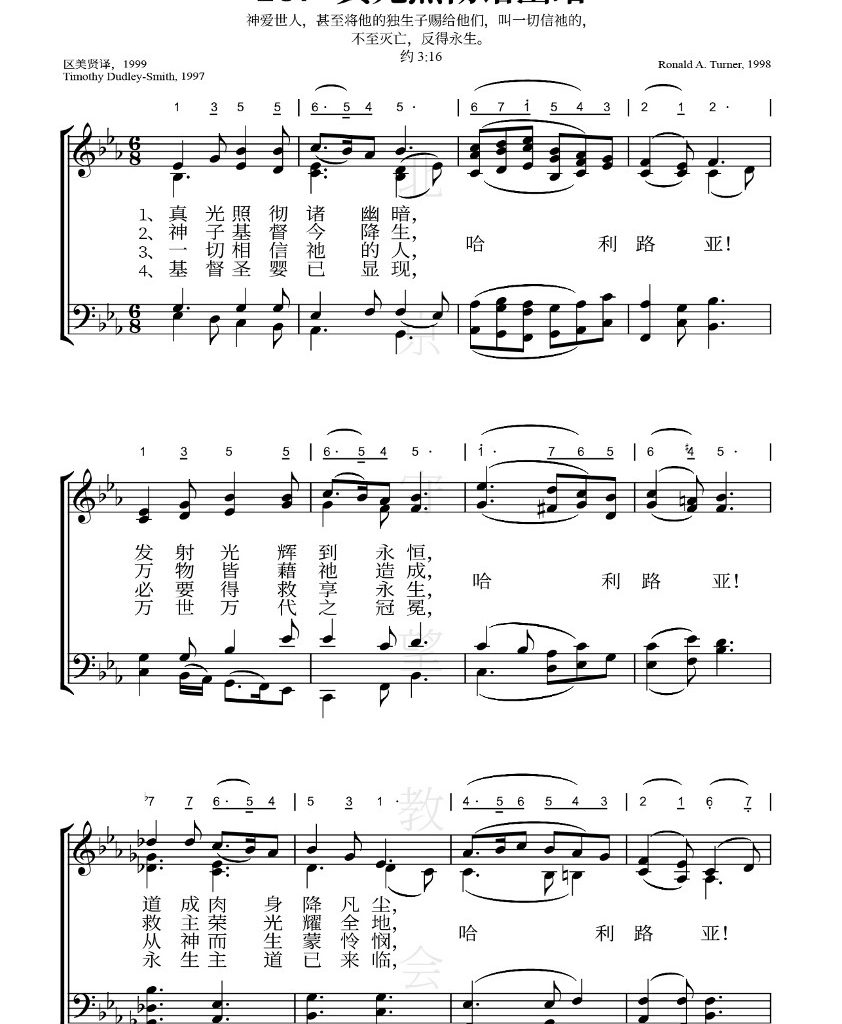 神爱世人，甚至将他的独生子赐给他们，叫一切信祂的，
不至灭亡，反得永生。
约 3:16
区美贤译，1999
Timothy Dudley-Smith, 1997
Ronald A. Turner, 1998
1 3 5 5 6· 5 4 5· 6 7 i 5 4 3 2 1 2·
1、真光照彻诸幽暗，
2、神子基督今降生，
3、一切相信祂的人，
4、基督圣婴已显现，
哈利路亚！
1 3 5 5 6· 5 4 5· i· 7 6 5 6 #4 5·
发射光辉到永恒，
万物皆藉祂造成，
必要得救享永生，
万世万代之冠冕，
哈利路亚！
♭7 7 6· 5 4 5 3 1· 4· 5 6 5 4 3 2 1 6· 7
道成肉身降凡尘，
救主荣光耀全地，
从神而生蒙怜悯，
永生主道已来临，
哈利路亚！
北京守望教会